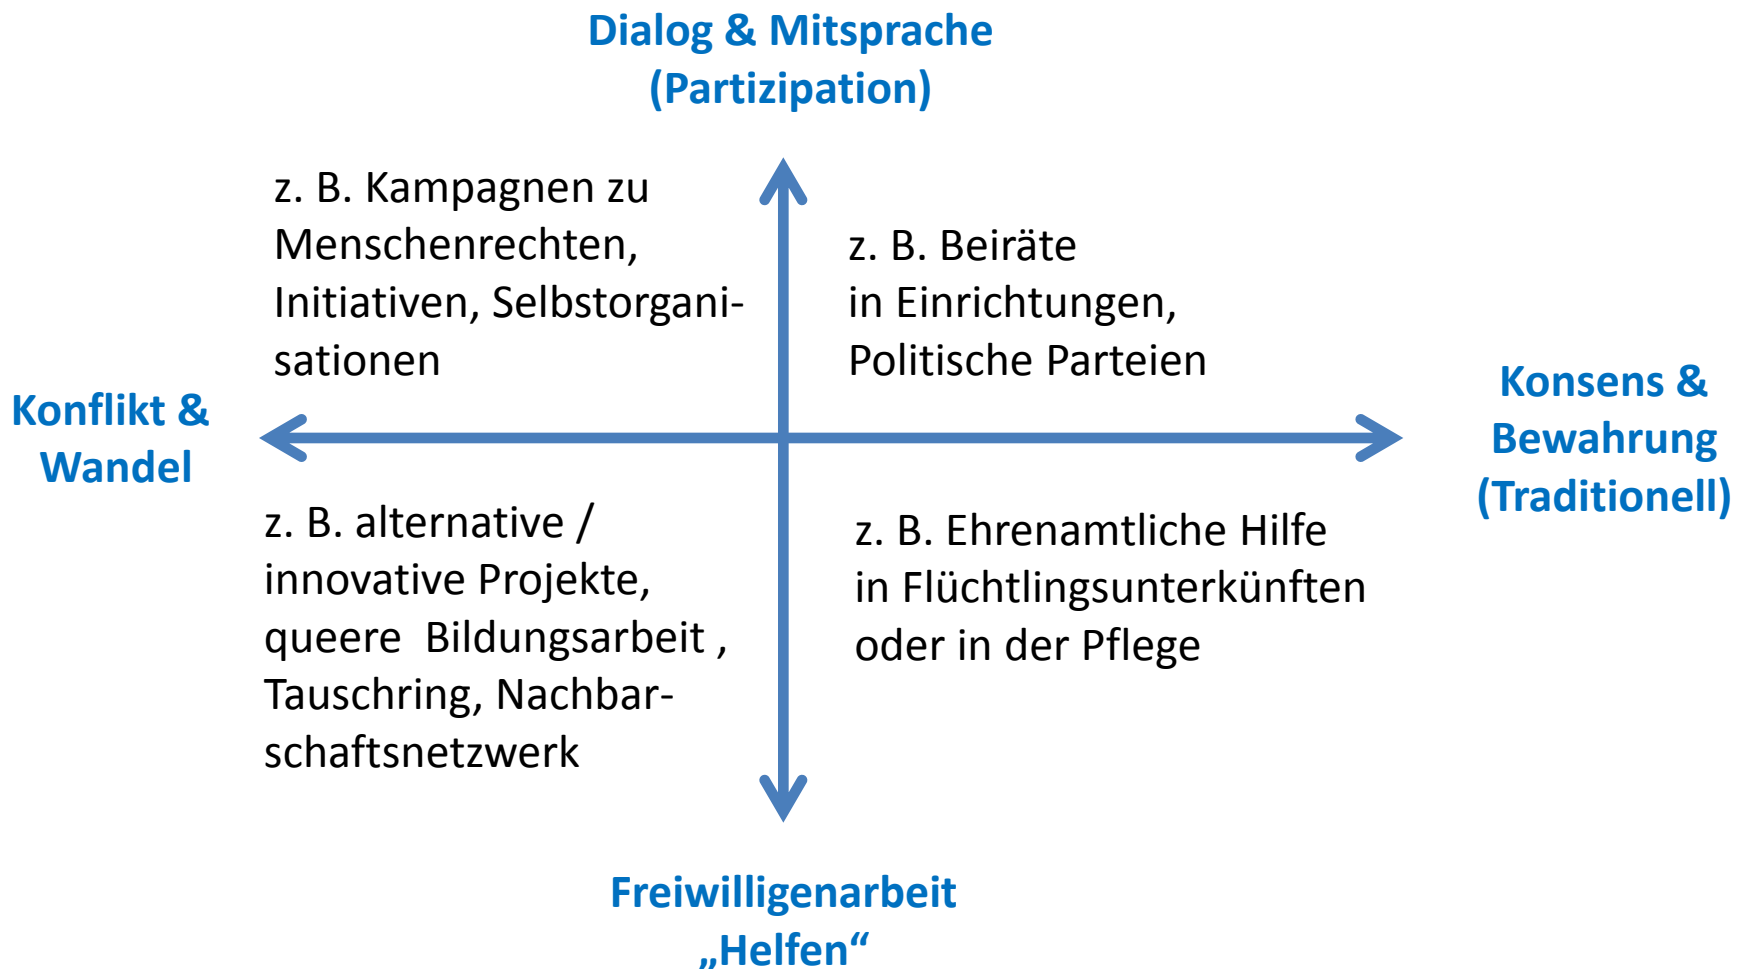 Dialog & Mitsprache
(Partizipation)
z. B. Kampagnen zu
Menschenrechten,
Initiativen, Selbstorgani-
sationen
z. B. Beiräte
in Einrichtungen,
Politische Parteien
Konflikt &
Wandel
Konsens &
Bewahrung
(Traditionell)
z. B. alternative /
innovative Projekte,
queere  Bildungsarbeit ,
Tauschring, Nachbar-
schaftsnetzwerk
z. B. Ehrenamtliche Hilfe
in Flüchtlingsunterkünften
oder in der Pflege
Freiwilligenarbeit
„Helfen“